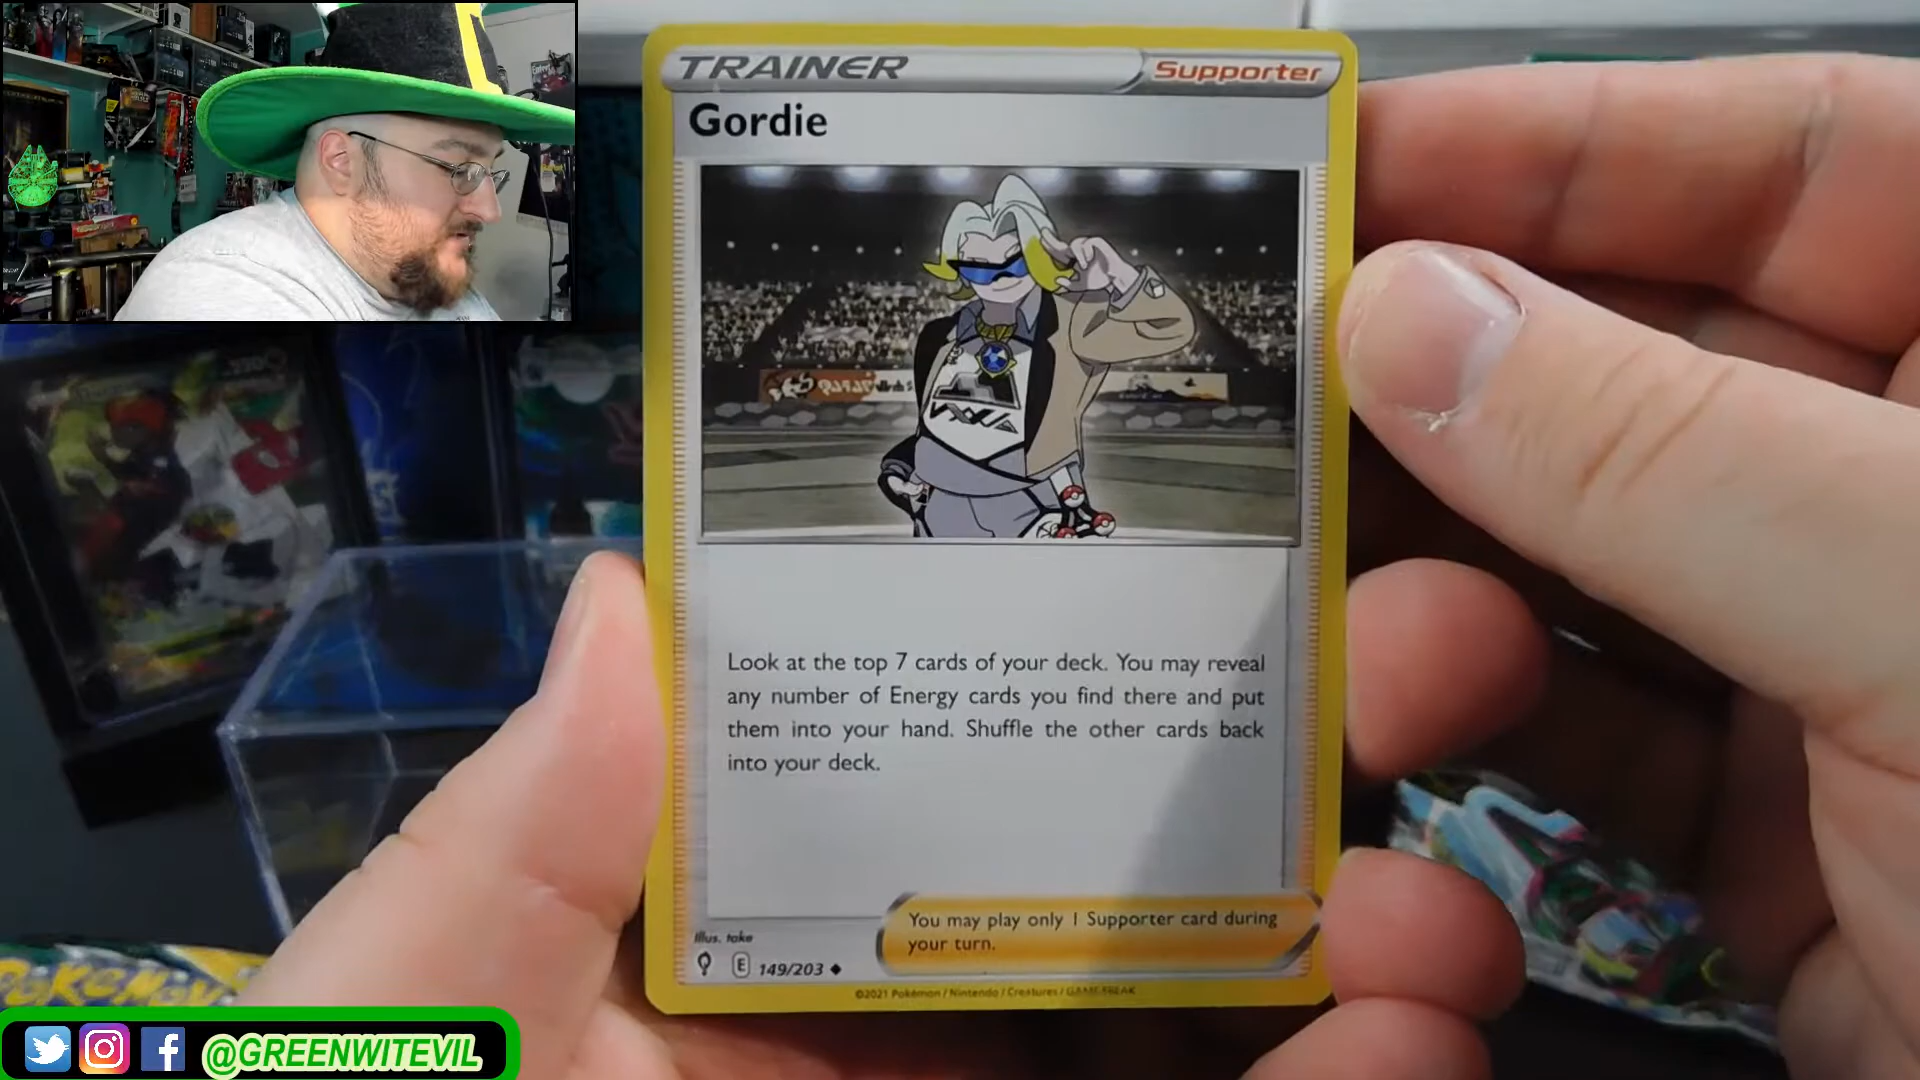 TRAINER
Supporter
Gordie
Look at the top 7 cards of your deck. You may reveal
any number of Energy cards you find there and put
them into your hand. Shuffle the other cards back
into your deck.
You may play only 1 Supporter card during
your turn.
Illus. take
E 149/203
©2021 Pokémon / Nintendo / Creatures / GAME FREAK
POKéMON
@GREENWITEVIL